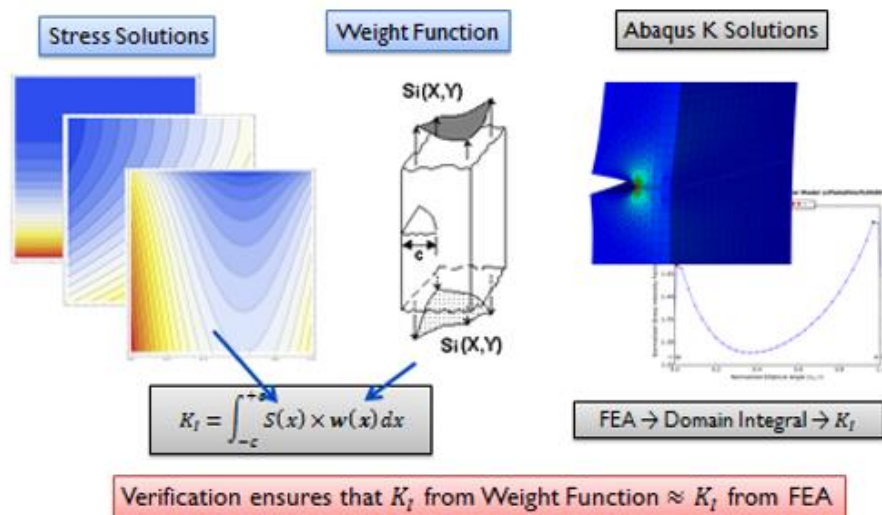 Stress Solutions
Weight Function
Abaqus K Solutions
Si(X,Y)
c
Si(X,Y)
K_I = ∫_{-c}^{+c} S(x) × w(x) dx
FEA → Domain Integral → K_I
Verification ensures that K_I from Weight Function ≈ K_I from FEA